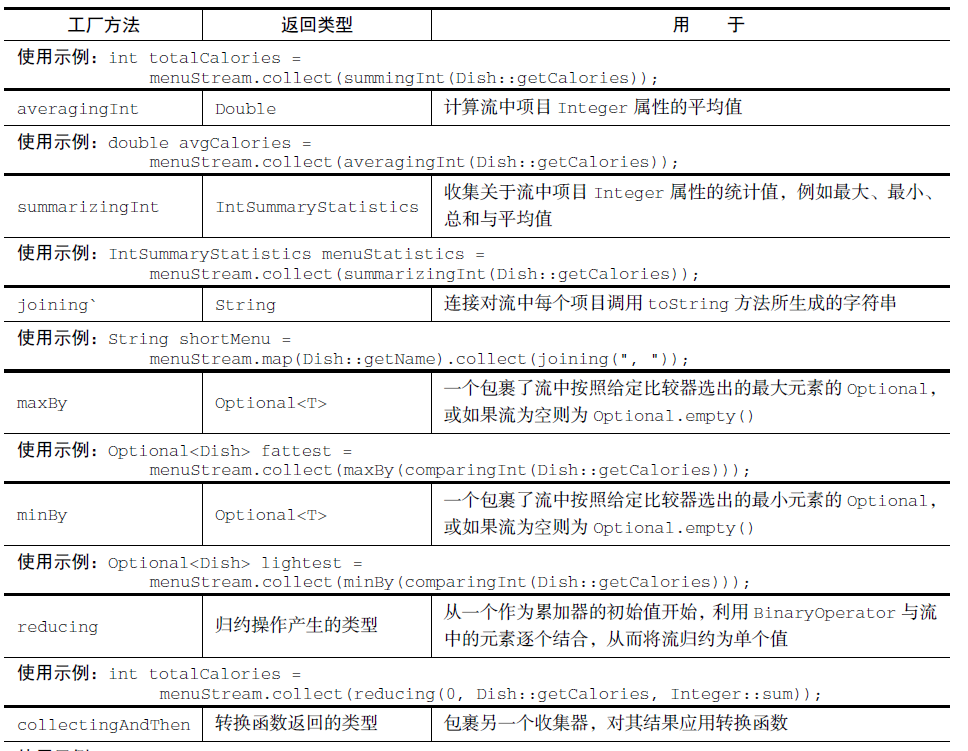 工厂方法 返回类型 用 于
使用示例：int totalCalories =
menuStream.collect(summingInt(Dish::getCalories));
averagingInt Double 计算流中项目 Integer 属性的平均值
使用示例：double avgCalories =
menuStream.collect(averagingInt(Dish::getCalories));
summarizingInt IntSummaryStatistics 收集关于流中项目 Integer 属性的统计值，例如最大、最小、
总和与平均值
使用示例：IntSummaryStatistics menuStatistics =
menuStream.collect(summarizingInt(Dish::getCalories));
joining` String 连接对流中每个项目调用 toString 方法所生成的字符串
使用示例：String shortMenu =
menuStream.map(Dish::getName).collect(joining(", "));
maxBy Optional<T> 一个包裹了流中按照给定比较器选出的最大元素的 Optional，
或如果流为空则为 Optional.empty()
使用示例：Optional<Dish> fattest =
menuStream.collect(maxBy(comparingInt(Dish::getCalories)));
minBy Optional<T> 一个包裹了流中按照给定比较器选出的最小元素的 Optional，
或如果流为空则为 Optional.empty()
使用示例：Optional<Dish> lightest =
menuStream.collect(minBy(comparingInt(Dish::getCalories)));
reducing 归约操作产生的类型 从一个作为累加器的初始值开始，利用 BinaryOperator 与流
中的元素逐个结合，从而将流归约为单个值
使用示例：int totalCalories =
menuStream.collect(reducing(0, Dish::getCalories, Integer::sum));
collectingAndThen 转换函数返回的类型 包裹另一个收集器，对其结果应用转换函数